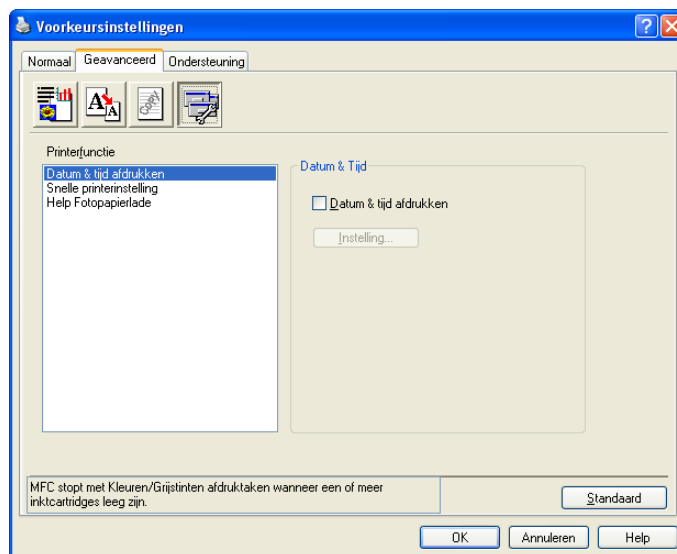 Voorkeursinstellingen
Normaal Geavanceerd Ondersteuning
Printerfunctie
Datum & tijd afdrukken
Snelle printerinstelling
Help Fotopapierlade
Datum & Tijd
Datum & tijd afdrukken
Instelling...
MFC stopt met Kleuren/Grijstinten afdruktaken wanneer een of meer
inktcartridges leeg zijn.
Standaard
OK Annuleren Help